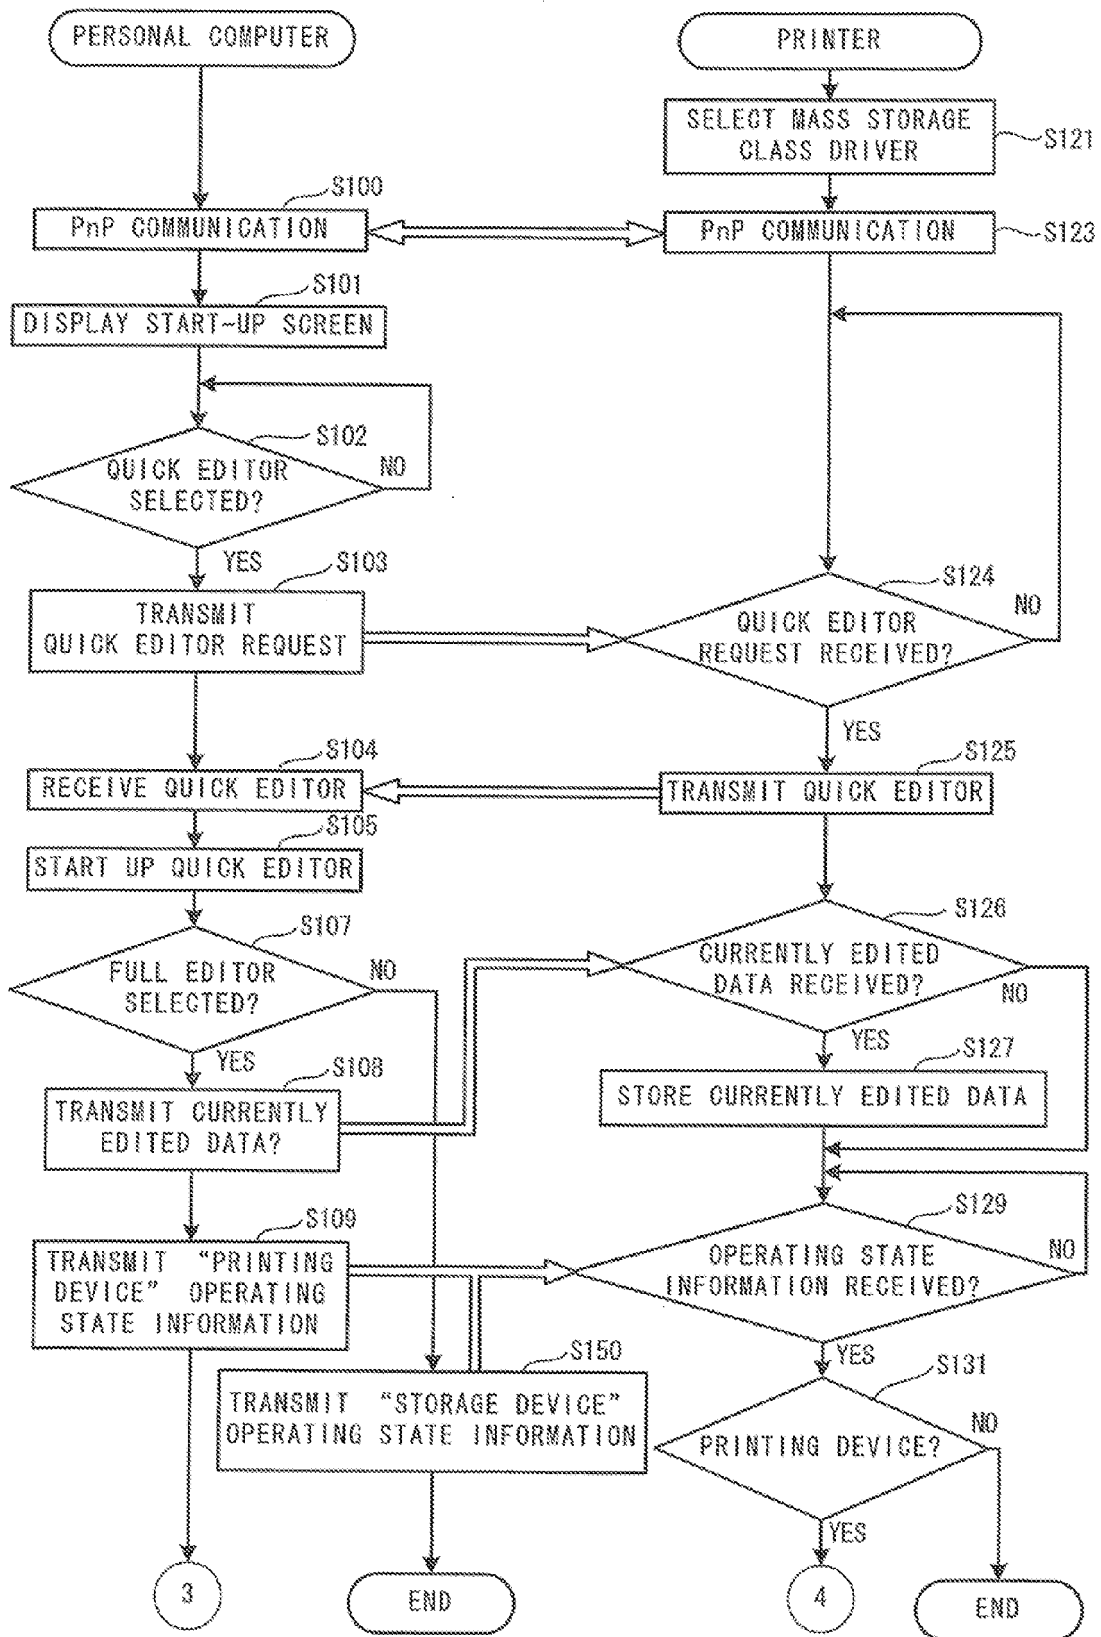 PERSONAL COMPUTER
PRINTER
SELECT MASS STORAGE
CLASS DRIVER
S121
S100
PnP COMMUNICATION
PnP COMMUNICATION
S123
S101
DISPLAY START-UP SCREEN
S102
QUICK EDITOR
SELECTED?
NO
YES
S103
TRANSMIT
QUICK EDITOR REQUEST
S124
QUICK EDITOR
REQUEST RECEIVED?
NO
YES
S104
RECEIVE QUICK EDITOR
S125
TRANSMIT QUICK EDITOR
S105
START UP QUICK EDITOR
S107
FULL EDITOR
SELECTED?
NO
YES
S126
CURRENTLY EDITED
DATA RECEIVED?
NO
YES
S108
TRANSMIT CURRENTLY
EDITED DATA?
S127
STORE CURRENTLY EDITED DATA
S109
TRANSMIT “PRINTING
DEVICE” OPERATING
STATE INFORMATION
S129
OPERATING STATE
INFORMATION RECEIVED?
NO
YES
S150
TRANSMIT “STORAGE DEVICE”
OPERATING STATE INFORMATION
S131
PRINTING DEVICE?
NO
YES
3
END
4
END